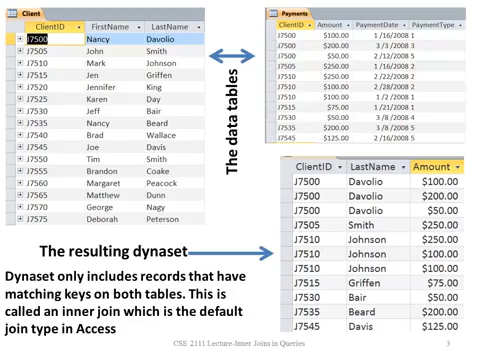 Client
ClientID FirstName LastName
J7500 Nancy Davolio
J7505 John Smith
J7510 Mark Johnson
J7515 Jen Griffen
J7520 Jennifer King
J7525 Karen Day
J7530 Jeff Bair
J7535 Nancy Beard
J7540 Brad Wallace
J7545 Joe Davis
J7550 Tim Smith
J7555 Brandon Coake
J7560 Margaret Peacock
J7565 Matthew Dunn
J7570 George Nagy
J7575 Deborah Peterson
The data tables
Payments
ClientID Amount PaymentDate PaymentType
J7500 $100.00 1 /16/2008 1
J7500 $200.00 3 /3 /2008 3
J7500 $50.00 2 /12/2008 5
J7505 $250.00 1 /16/2008 2
J7510 $250.00 2 /22/2008 2
J7510 $100.00 2 /28/2008 2
J7510 $100.00 1 /2 /2008 1
J7515 $75.00 1 /21/2008 3
J7530 $50.00 3 /8 /2008 4
J7535 $200.00 3 /8 /2008 4
J7545 $125.00 2 /16/2008 5
ClientID LastName Amount
J7500 Davolio $100.00
J7500 Davolio $200.00
J7500 Davolio $50.00
J7505 Smith $250.00
J7510 Johnson $250.00
J7510 Johnson $100.00
J7510 Johnson $100.00
J7515 Griffen $75.00
J7530 Bair $50.00
J7535 Beard $200.00
J7545 Davis $125.00
The resulting dynaset
Dynaset only includes records that have
matching keys on both tables. This is
called an inner join which is the default
join type in Access
CSE 2111 Lecture-Inner Joins in Queries 3